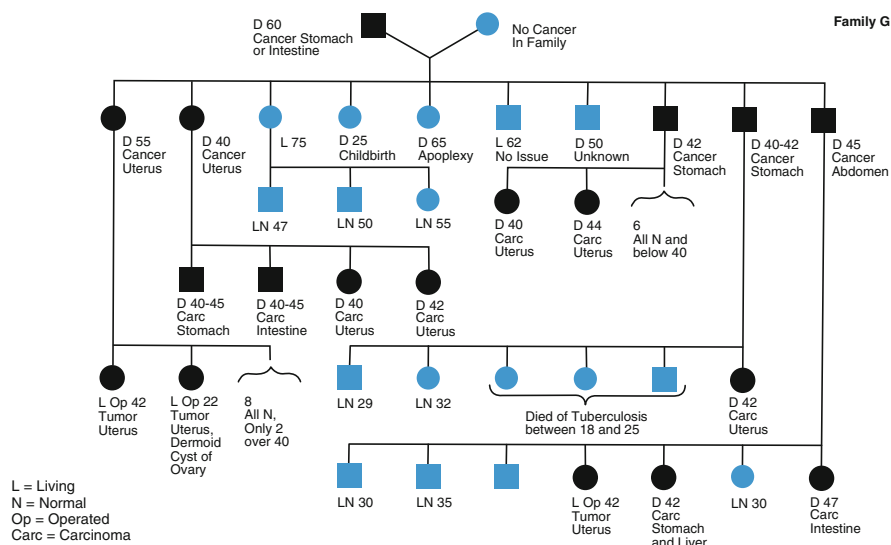 Family G
D 60
Cancer Stomach
or Intestine
No Cancer
In Family
D 55
Cancer
Uterus
D 40
Cancer
Uterus
L 75
D 25
Childbirth
D 65
Apoplexy
L 62
No Issue
D 50
Unknown
D 42
Cancer
Stomach
D 40-42
Cancer
Stomach
D 45
Cancer
Abdomen
LN 47
LN 50
LN 55
D 40
Carc
Uterus
D 44
Carc
Uterus
6
All N and
below 40
D 40-45
Carc
Stomach
D 40-45
Carc
Intestine
D 40
Carc
Uterus
D 42
Carc
Uterus
L Op 42
Tumor
Uterus
L Op 22
Tumor
Uterus,
Dermoid
Cyst of
Ovary
8
All N,
Only 2
over 40
LN 29
LN 32
Died of Tuberculosis
between 18 and 25
D 42
Carc
Uterus
LN 30
LN 35
L Op 42
Tumor
Uterus
D 42
Carc
Stomach
and Liver
LN 30
D 47
Carc
Intestine
L = Living
N = Normal
Op = Operated
Carc = Carcinoma